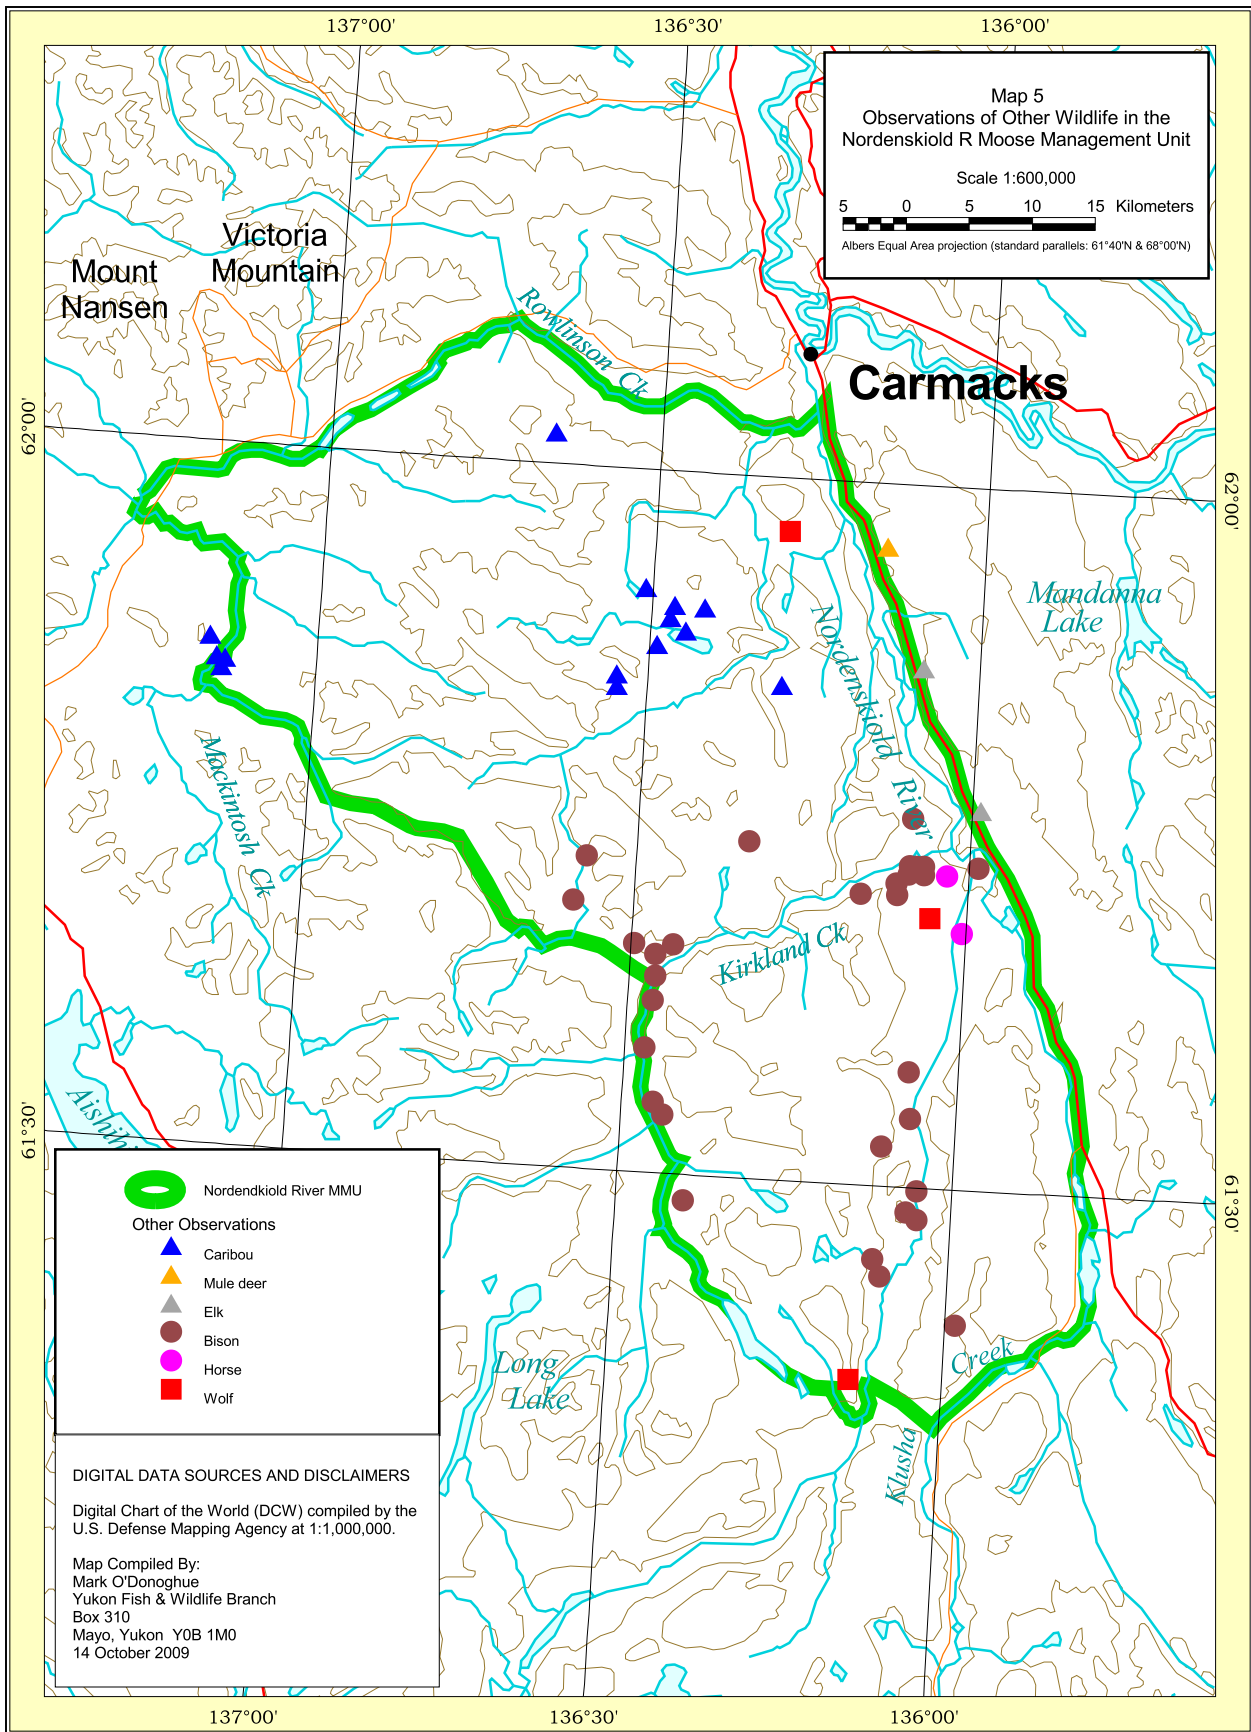 137°00'
136°30'
136°00'
Map 5
Observations of Other Wildlife in the
Nordenskiold R Moose Management Unit
Scale 1:600,000
5 0 5 10 15 Kilometers
Albers Equal Area projection (standard parallels: 61°40'N & 68°00'N)
Victoria
Mountain
Mount
Nansen
Rowlinson Ck
Carmacks
62°00'
62°00'
Mandanna
Lake
Nordenskiold River
Mackintosh Ck
Kirkland Ck
Aishihi
61°30'
61°30'
Nordendkiold River MMU
Other Observations
Caribou
Mule deer
Elk
Bison
Horse
Wolf
Long
Lake
Klusha Creek
DIGITAL DATA SOURCES AND DISCLAIMERS
Digital Chart of the World (DCW) compiled by the
U.S. Defense Mapping Agency at 1:1,000,000.
Map Compiled By:
Mark O'Donoghue
Yukon Fish & Wildlife Branch
Box 310
Mayo, Yukon Y0B 1M0
14 October 2009
137°00'
136°30'
136°00'